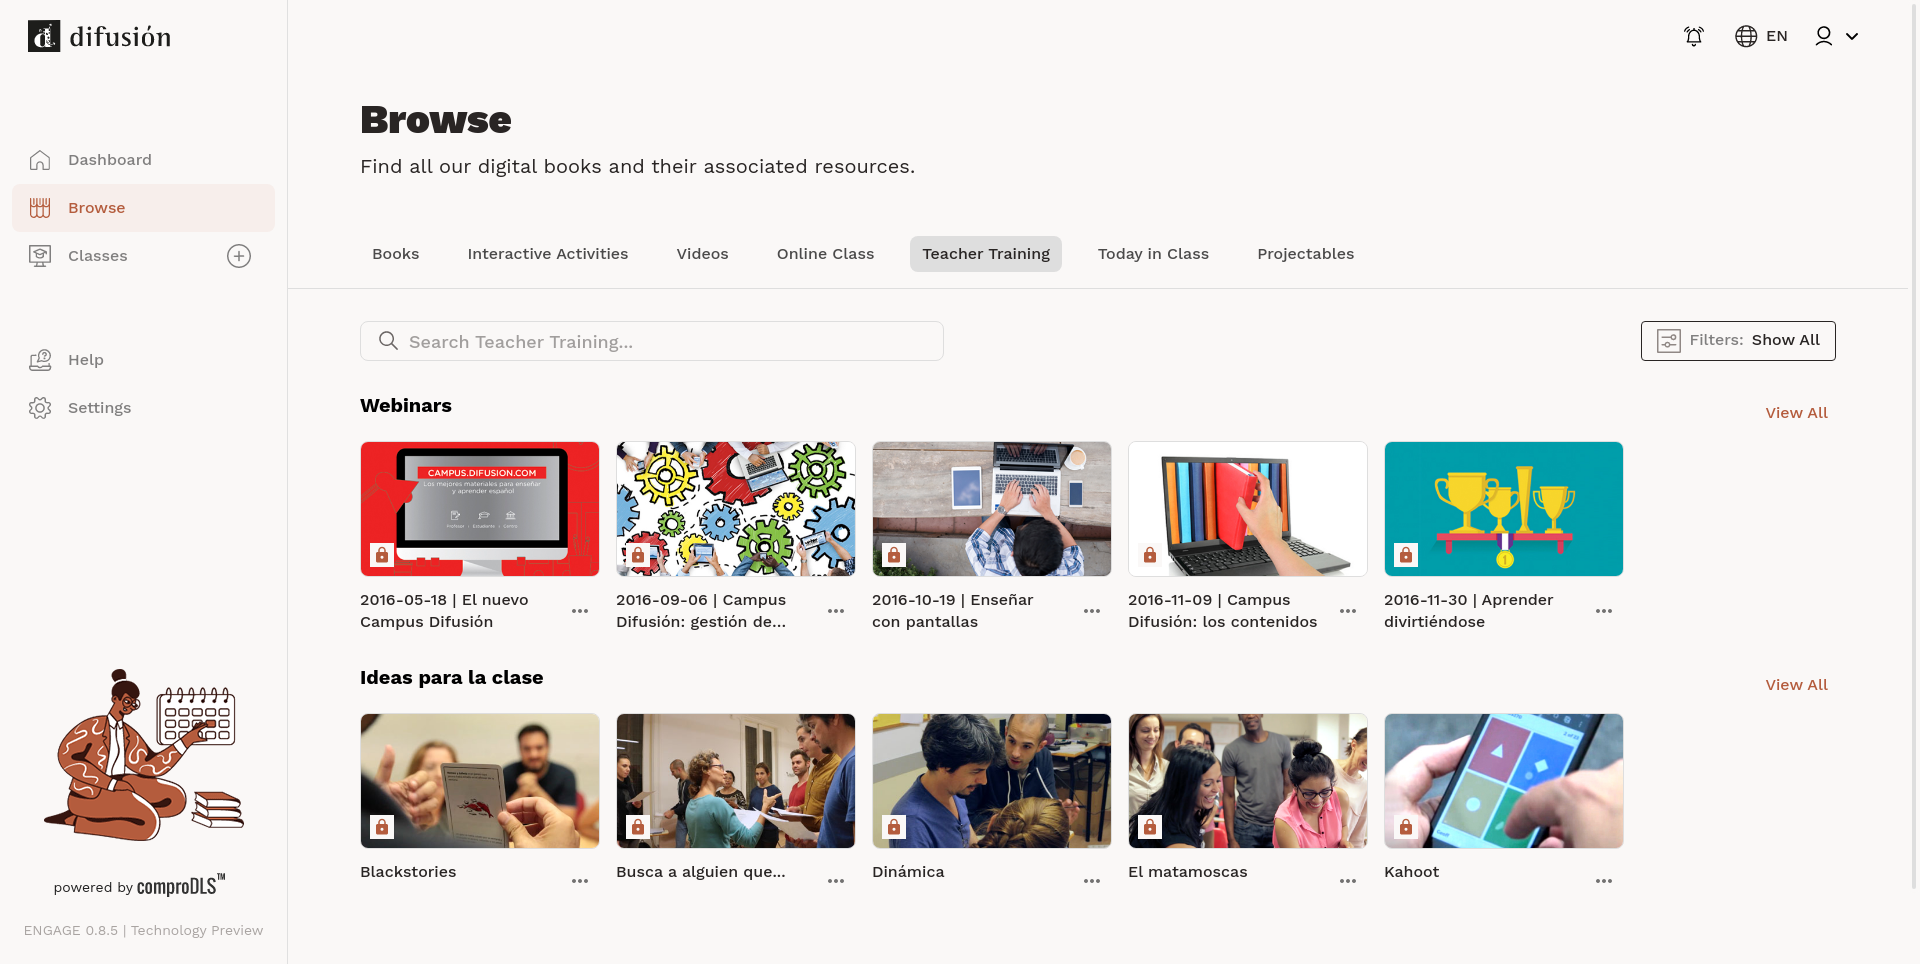 difusión
EN
Browse
Find all our digital books and their associated resources.
Dashboard
Browse
Classes
Help
Settings
Books
Interactive Activities
Videos
Online Class
Teacher Training
Today in Class
Projectables
Search Teacher Training...
Filters: Show All
Webinars
View All
CAMPUS.DIFUSION.COM
Los mejores materiales para enseñar
y aprender español
2016-05-18 | El nuevo
Campus Difusión
2016-09-06 | Campus
Difusión: gestión de...
2016-10-19 | Enseñar
con pantallas
2016-11-09 | Campus
Difusión: los contenidos
1
2016-11-30 | Aprender
divirtiéndose
Ideas para la clase
View All
Blackstories
Busca a alguien que...
Dinámica
El matamoscas
Kahoot
powered by comproDLS™
ENGAGE 0.8.5 | Technology Preview